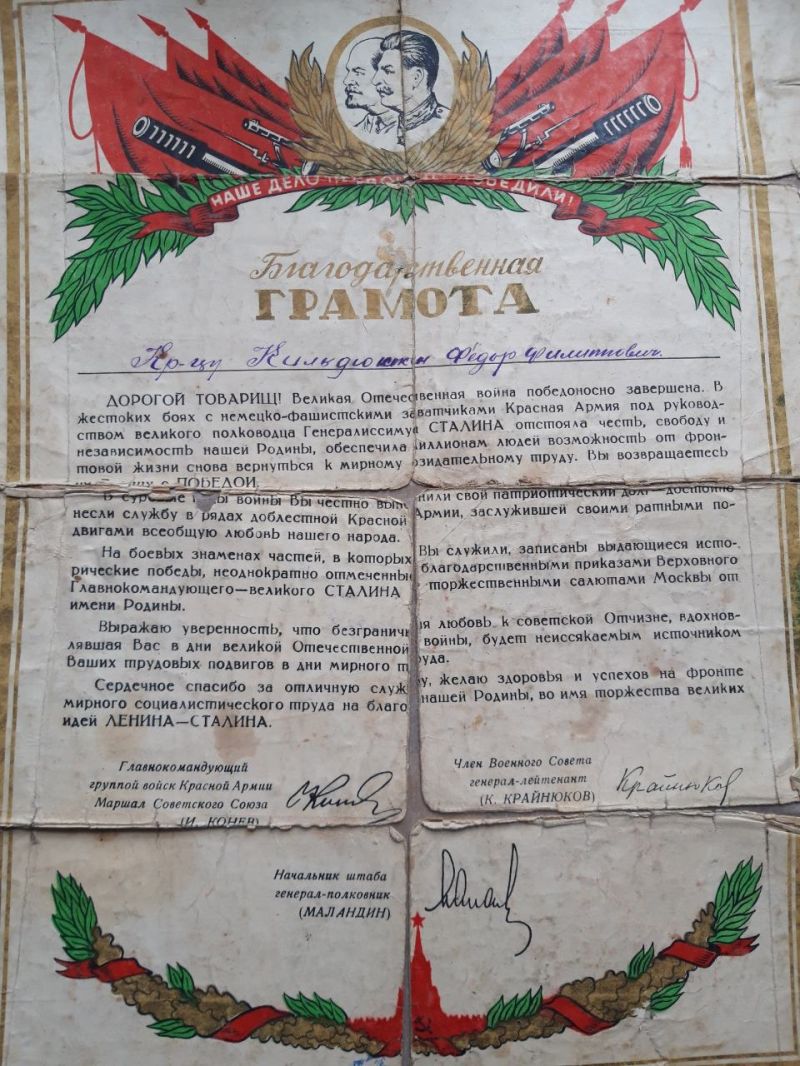 НАШЕ ДЕЛО ПОБЕДИЛИ!
Благодарственная
ГРАМОТА
Кр-цу Федор Филиппович.
ДОРОГОЙ ТОВАРИЩ! Великая Отечественная война победоносно завершена. В
жестоких боях с немецко-фашистскими захватчиками Красная Армия под руковод-
ством великого полководца Генералиссимуса СТАЛИНА отстояла честь, свободу и
независимость нашей Родины, обеспечила миллионам людей возможность от фрон-
товой жизни снова вернуться к мирному созидательному труду. Вы возвращаетесь
с ПОБЕДОЙ.
В суровые годы войны Вы честно выполнили свой патриотический долг—достойно
несли службу в рядах доблестной Красной Армии, заслужившей своими ратными по-
двигами всеобщую любовь нашего народа.
На боевых знаменах частей, в которых Вы служили, записаны выдающиеся исто-
рические победы, неоднократно отмеченные благодарственными приказами Верховного
Главнокомандующего—великого СТАЛИНА торжественными салютами Москвы от
имени Родины.
Выражаю уверенность, что безграничная любовь к советской Отчизне, вдохнов-
лявшая Вас в дни великой Отечественной войны, будет неиссякаемым источником
Ваших трудовых подвигов в дни мирного труда.
Сердечное спасибо за отличную службу, желаю здоровья и успехов на фронте
мирного социалистического труда на благо нашей Родины, во имя торжества великих
идей ЛЕНИНА—СТАЛИНА.
Главнокомандующий
группой войск Красной Армии
Маршал Советского Союза
(И. КОНЕВ)
Член Военного Совета
генерал-лейтенант
(К. КРАЙНЮКОВ)
Крайнюков
Начальник штаба
генерал-полковник
(МАЛАНДИН)